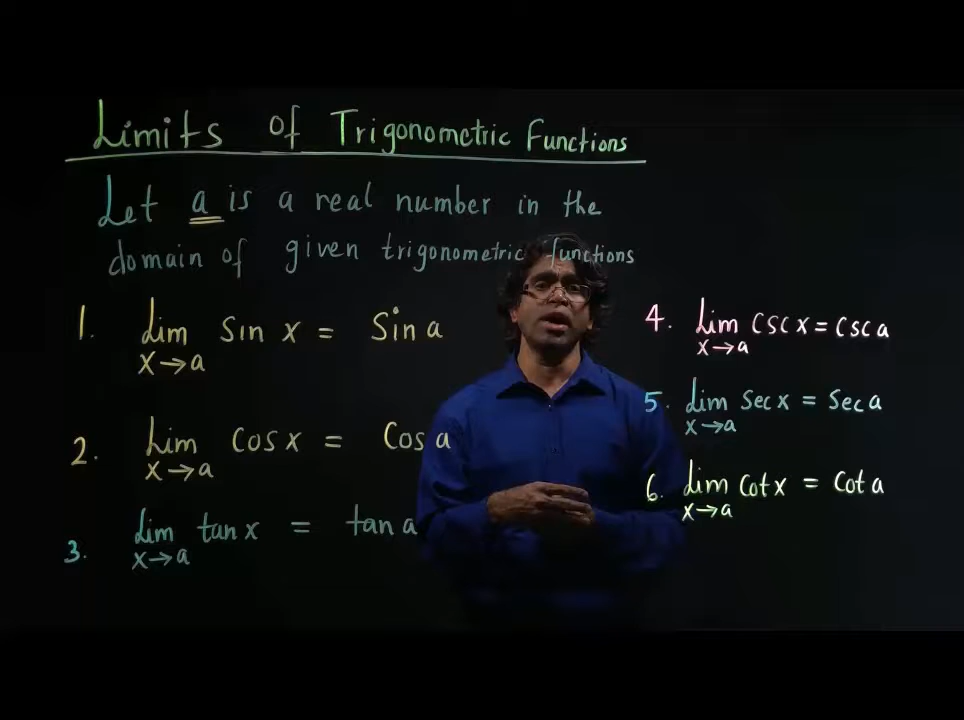 Limits of Trigonometric Functions
Let a is a real number in the
domain of given trigonometric functions
1. Lim Sin x = Sin a
x→a
2. Lim Cos x = Cos a
x→a
3. Lim tan x = tan a
x→a
4. Lim Csc x = Csc a
x→a
5. Lim Sec x = Sec a
x→a
6. Lim Cot x = Cot a
x→a